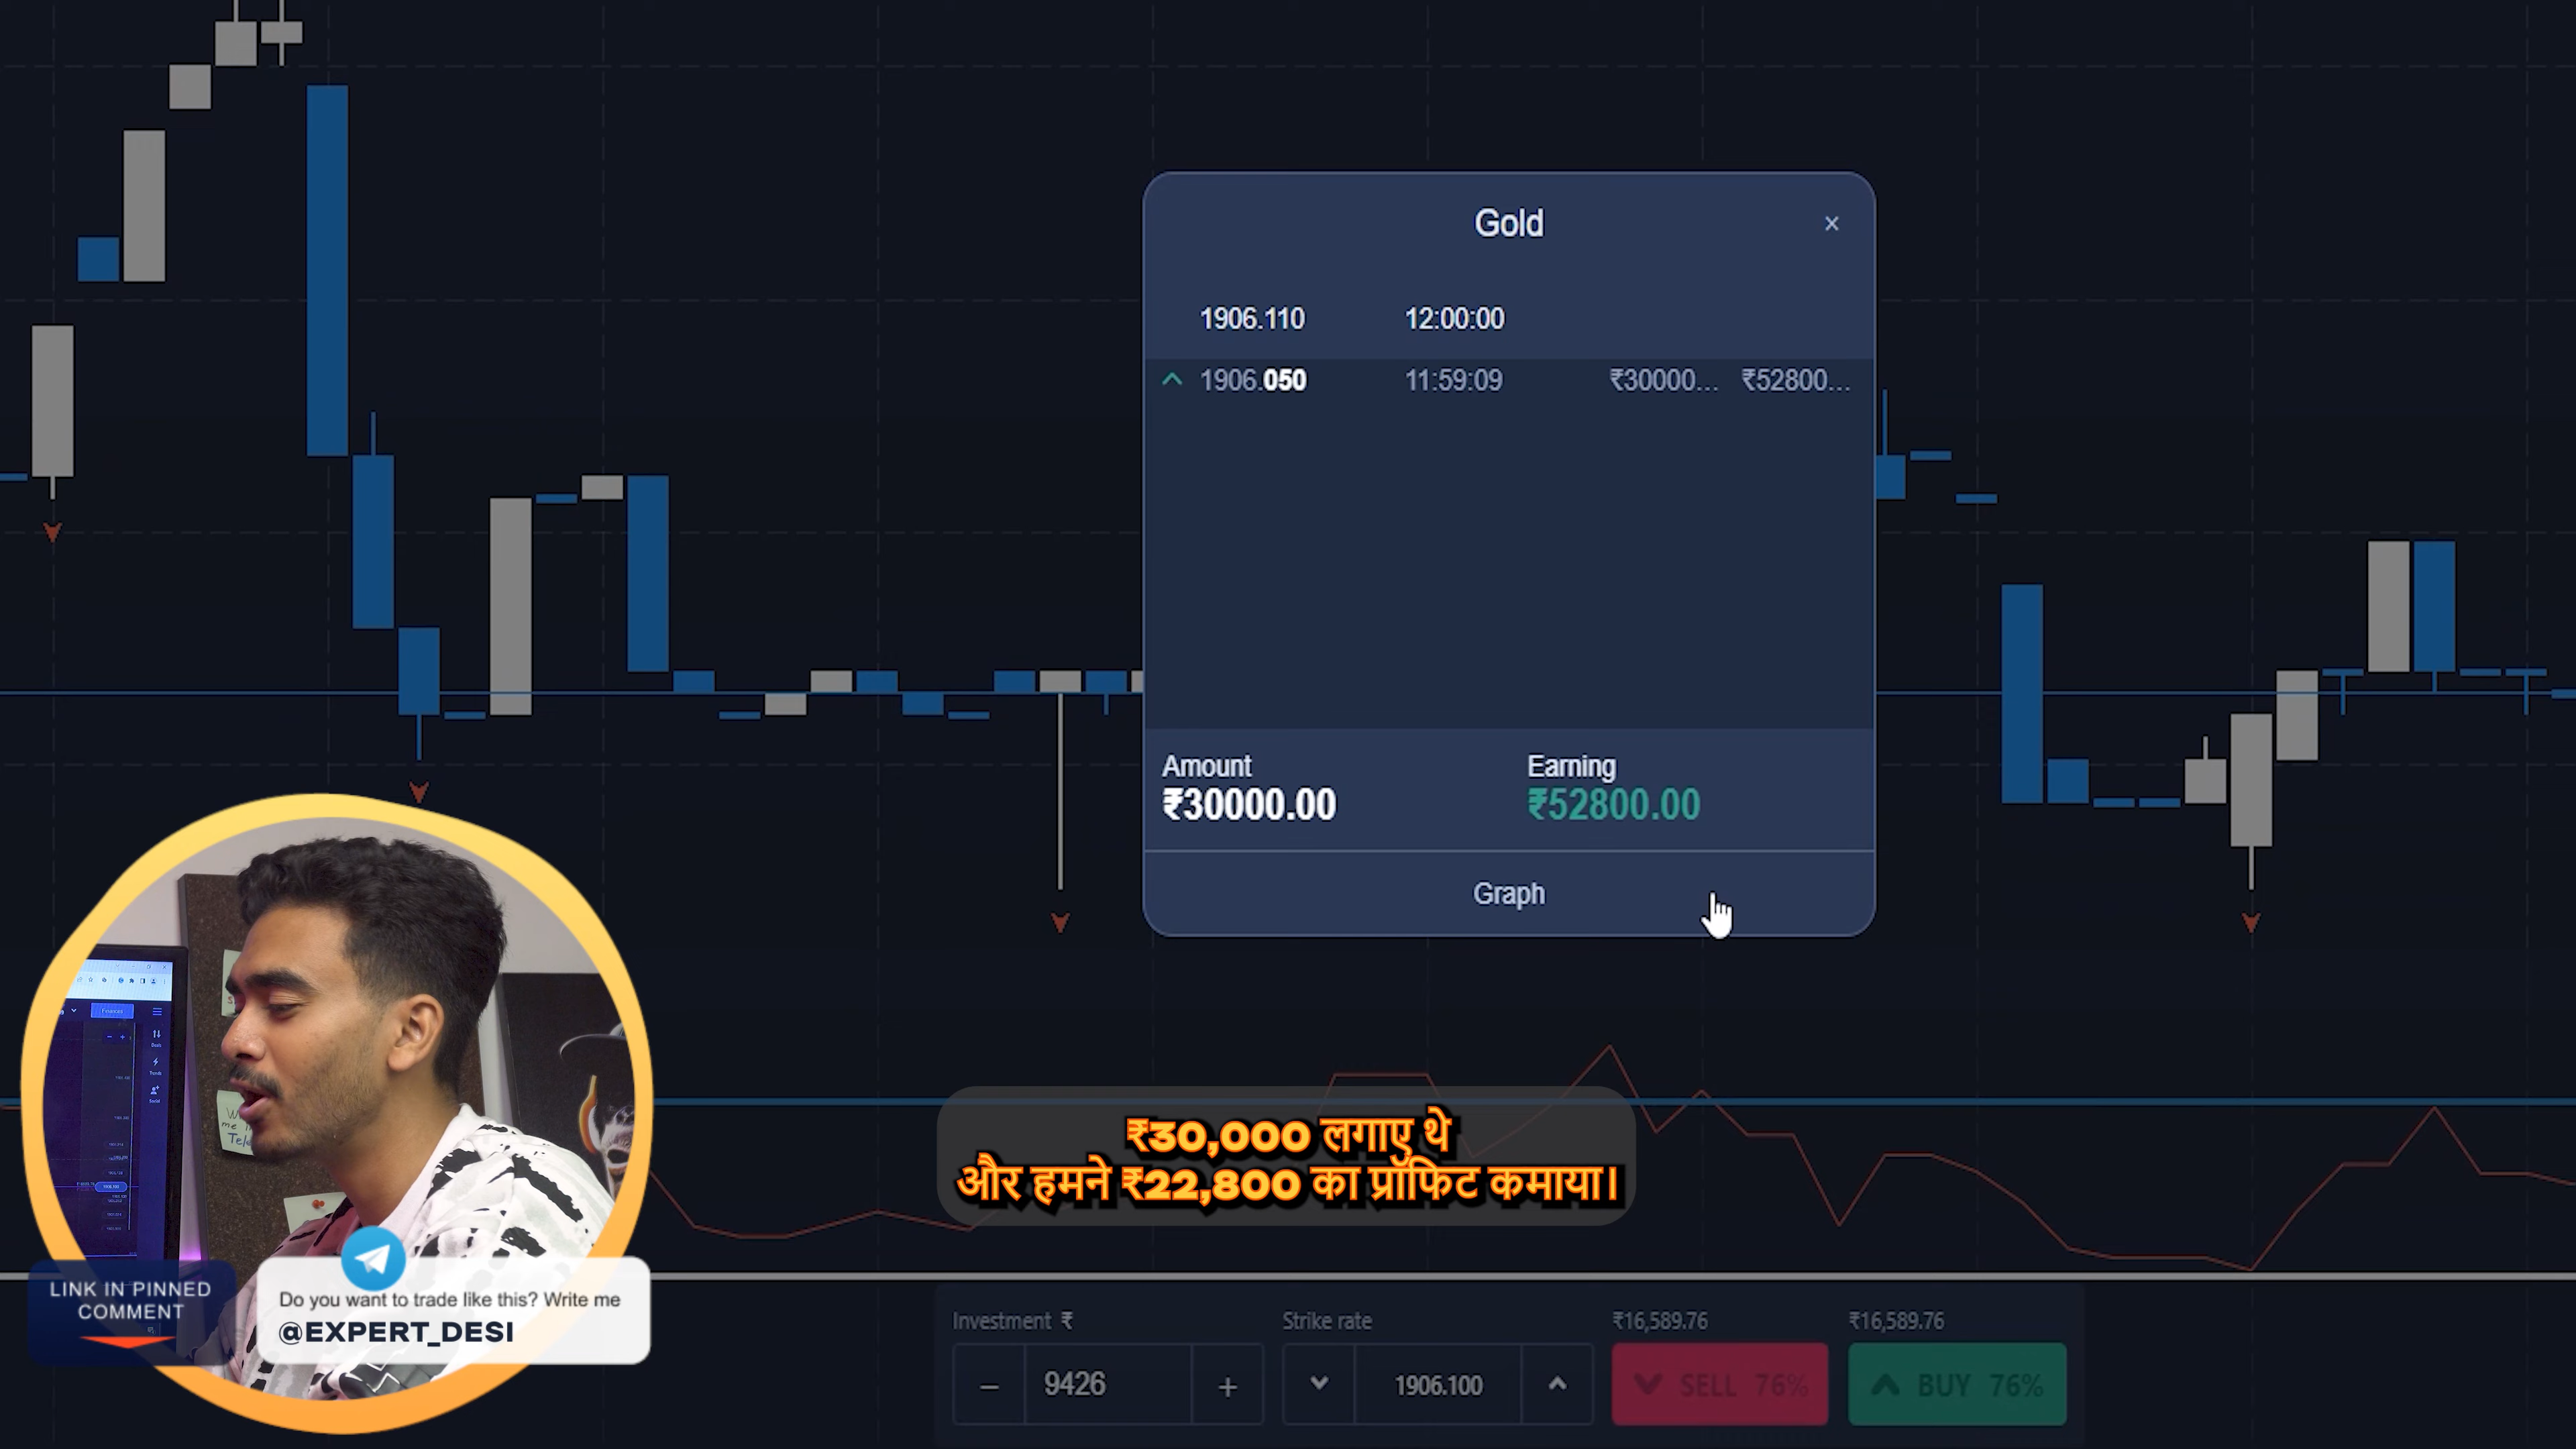 Gold
×
1906.110 12:00:00
1906.050 11:59:09 ₹30000... ₹52800...
Amount Earning
₹30000.00 ₹52800.00
Graph
₹30,000 लगाए थे
और हमने ₹22,800 का प्रॉफिट कमाया।
LINK IN PINNED
COMMENT
Do you want to trade like this? Write me
@EXPERT_DESI
Investment ₹ Strike rate ₹16,589.76 ₹16,589.76
− 9426 + 1906.100 SELL 76% BUY 76%